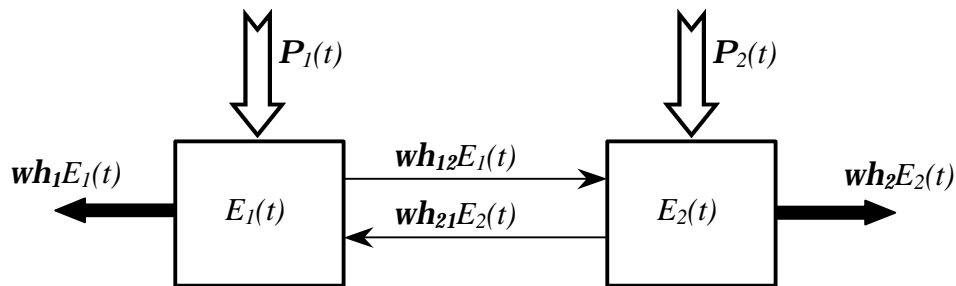 P₁(t)
P₂(t)
wh₁E₁(t)
wh₁₂E₁(t)
wh₂E₂(t)
E₁(t)
wh₂₁E₂(t)
E₂(t)